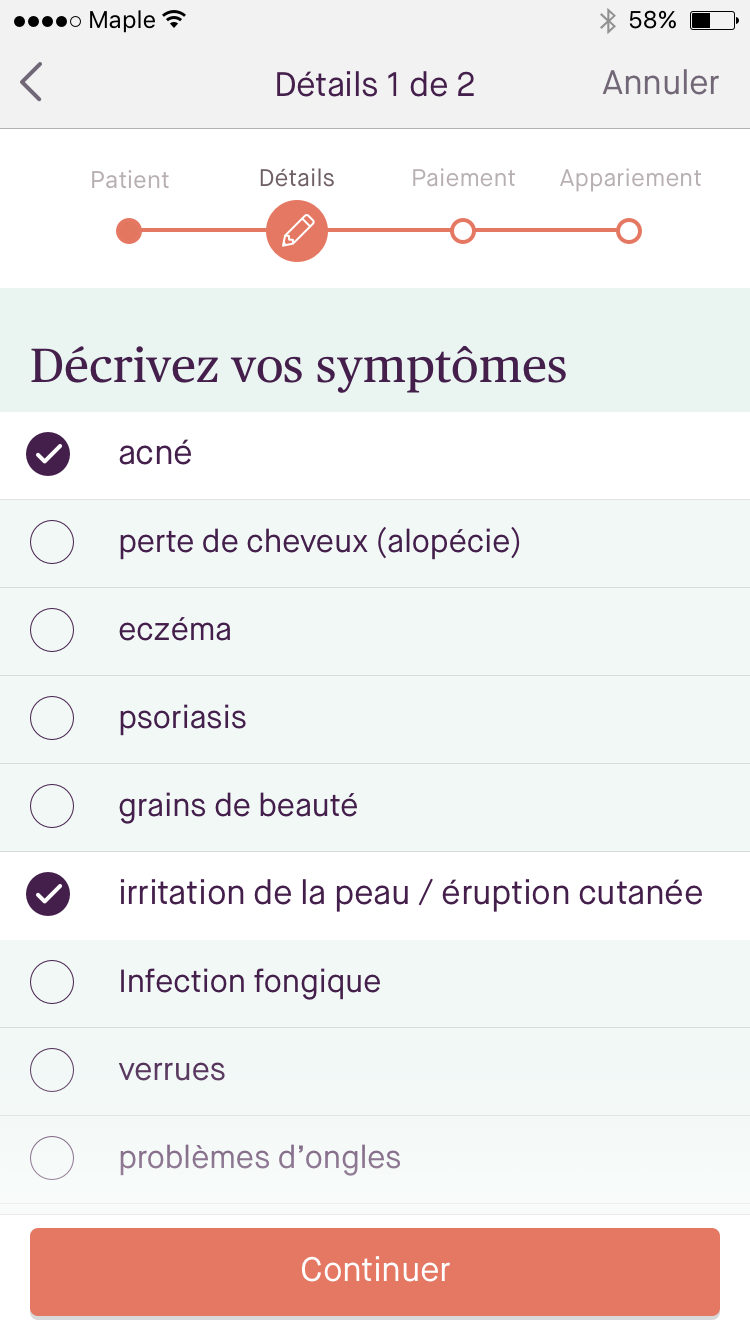 Maple 58%
Détails 1 de 2 Annuler
Patient Détails Paiement Appariement
Décrivez vos symptômes
acné
perte de cheveux (alopécie)
eczéma
psoriasis
grains de beauté
irritation de la peau / éruption cutanée
Infection fongique
verrues
problèmes d’ongles
Continuer